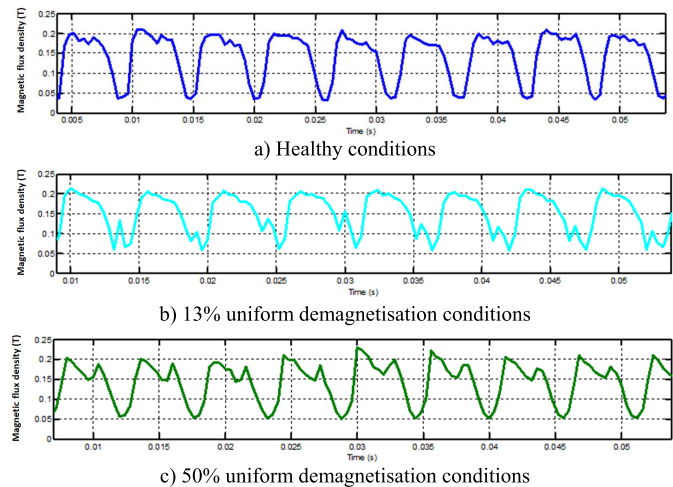 Magnetic flux density (T)
0.25
0.2
0.15
0.1
0.05
0
0.005 0.01 0.015 0.02 0.025 0.03 0.035 0.04 0.045 0.05
Time (s)
a) Healthy conditions
Magnetic flux density (T)
0.25
0.2
0.15
0.1
0.05
0
0.01 0.015 0.02 0.025 0.03 0.035 0.04 0.045 0.05
Time (s)
b) 13% uniform demagnetisation conditions
Magnetic flux density (T)
0.25
0.2
0.15
0.1
0.05
0
0.01 0.015 0.02 0.025 0.03 0.035 0.04 0.045 0.05
Time (s)
c) 50% uniform demagnetisation conditions